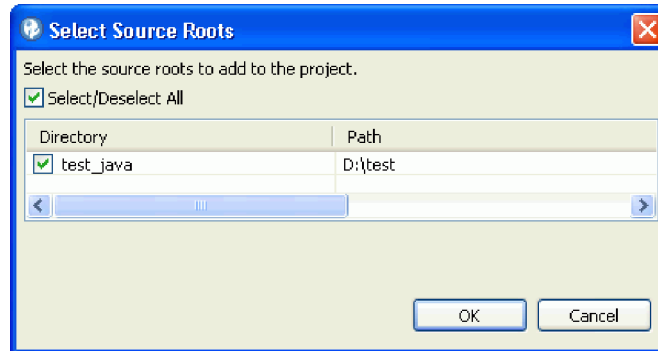 Select Source Roots
Select the source roots to add to the project.
Select/Deselect All
Directory Path
test_java D:\test
OK Cancel